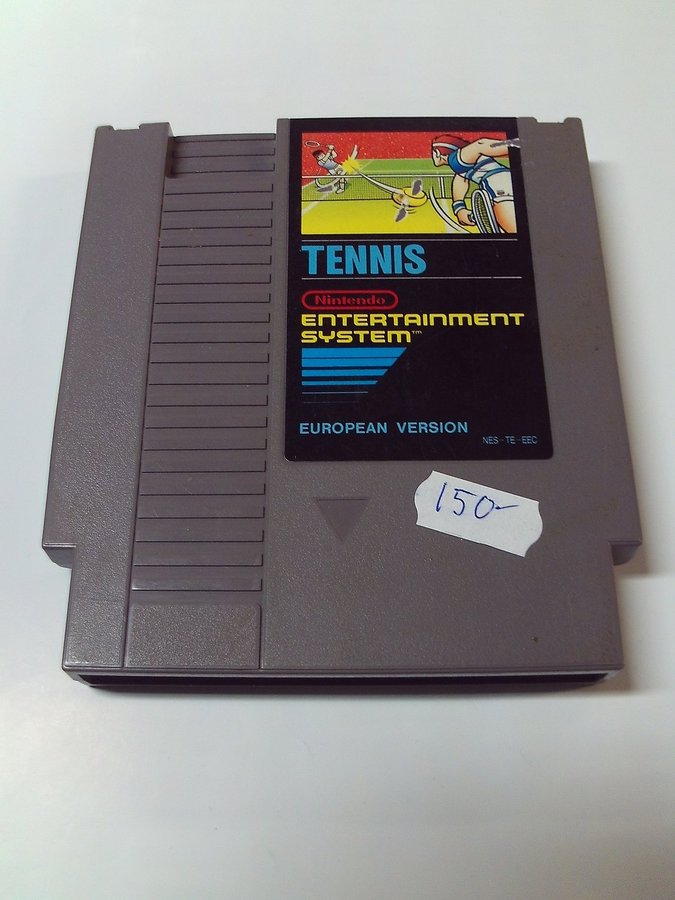 TENNIS
Nintendo
ENTERTAINMENT
SYSTEM™
EUROPEAN VERSION
NES-TE-EEC
150-